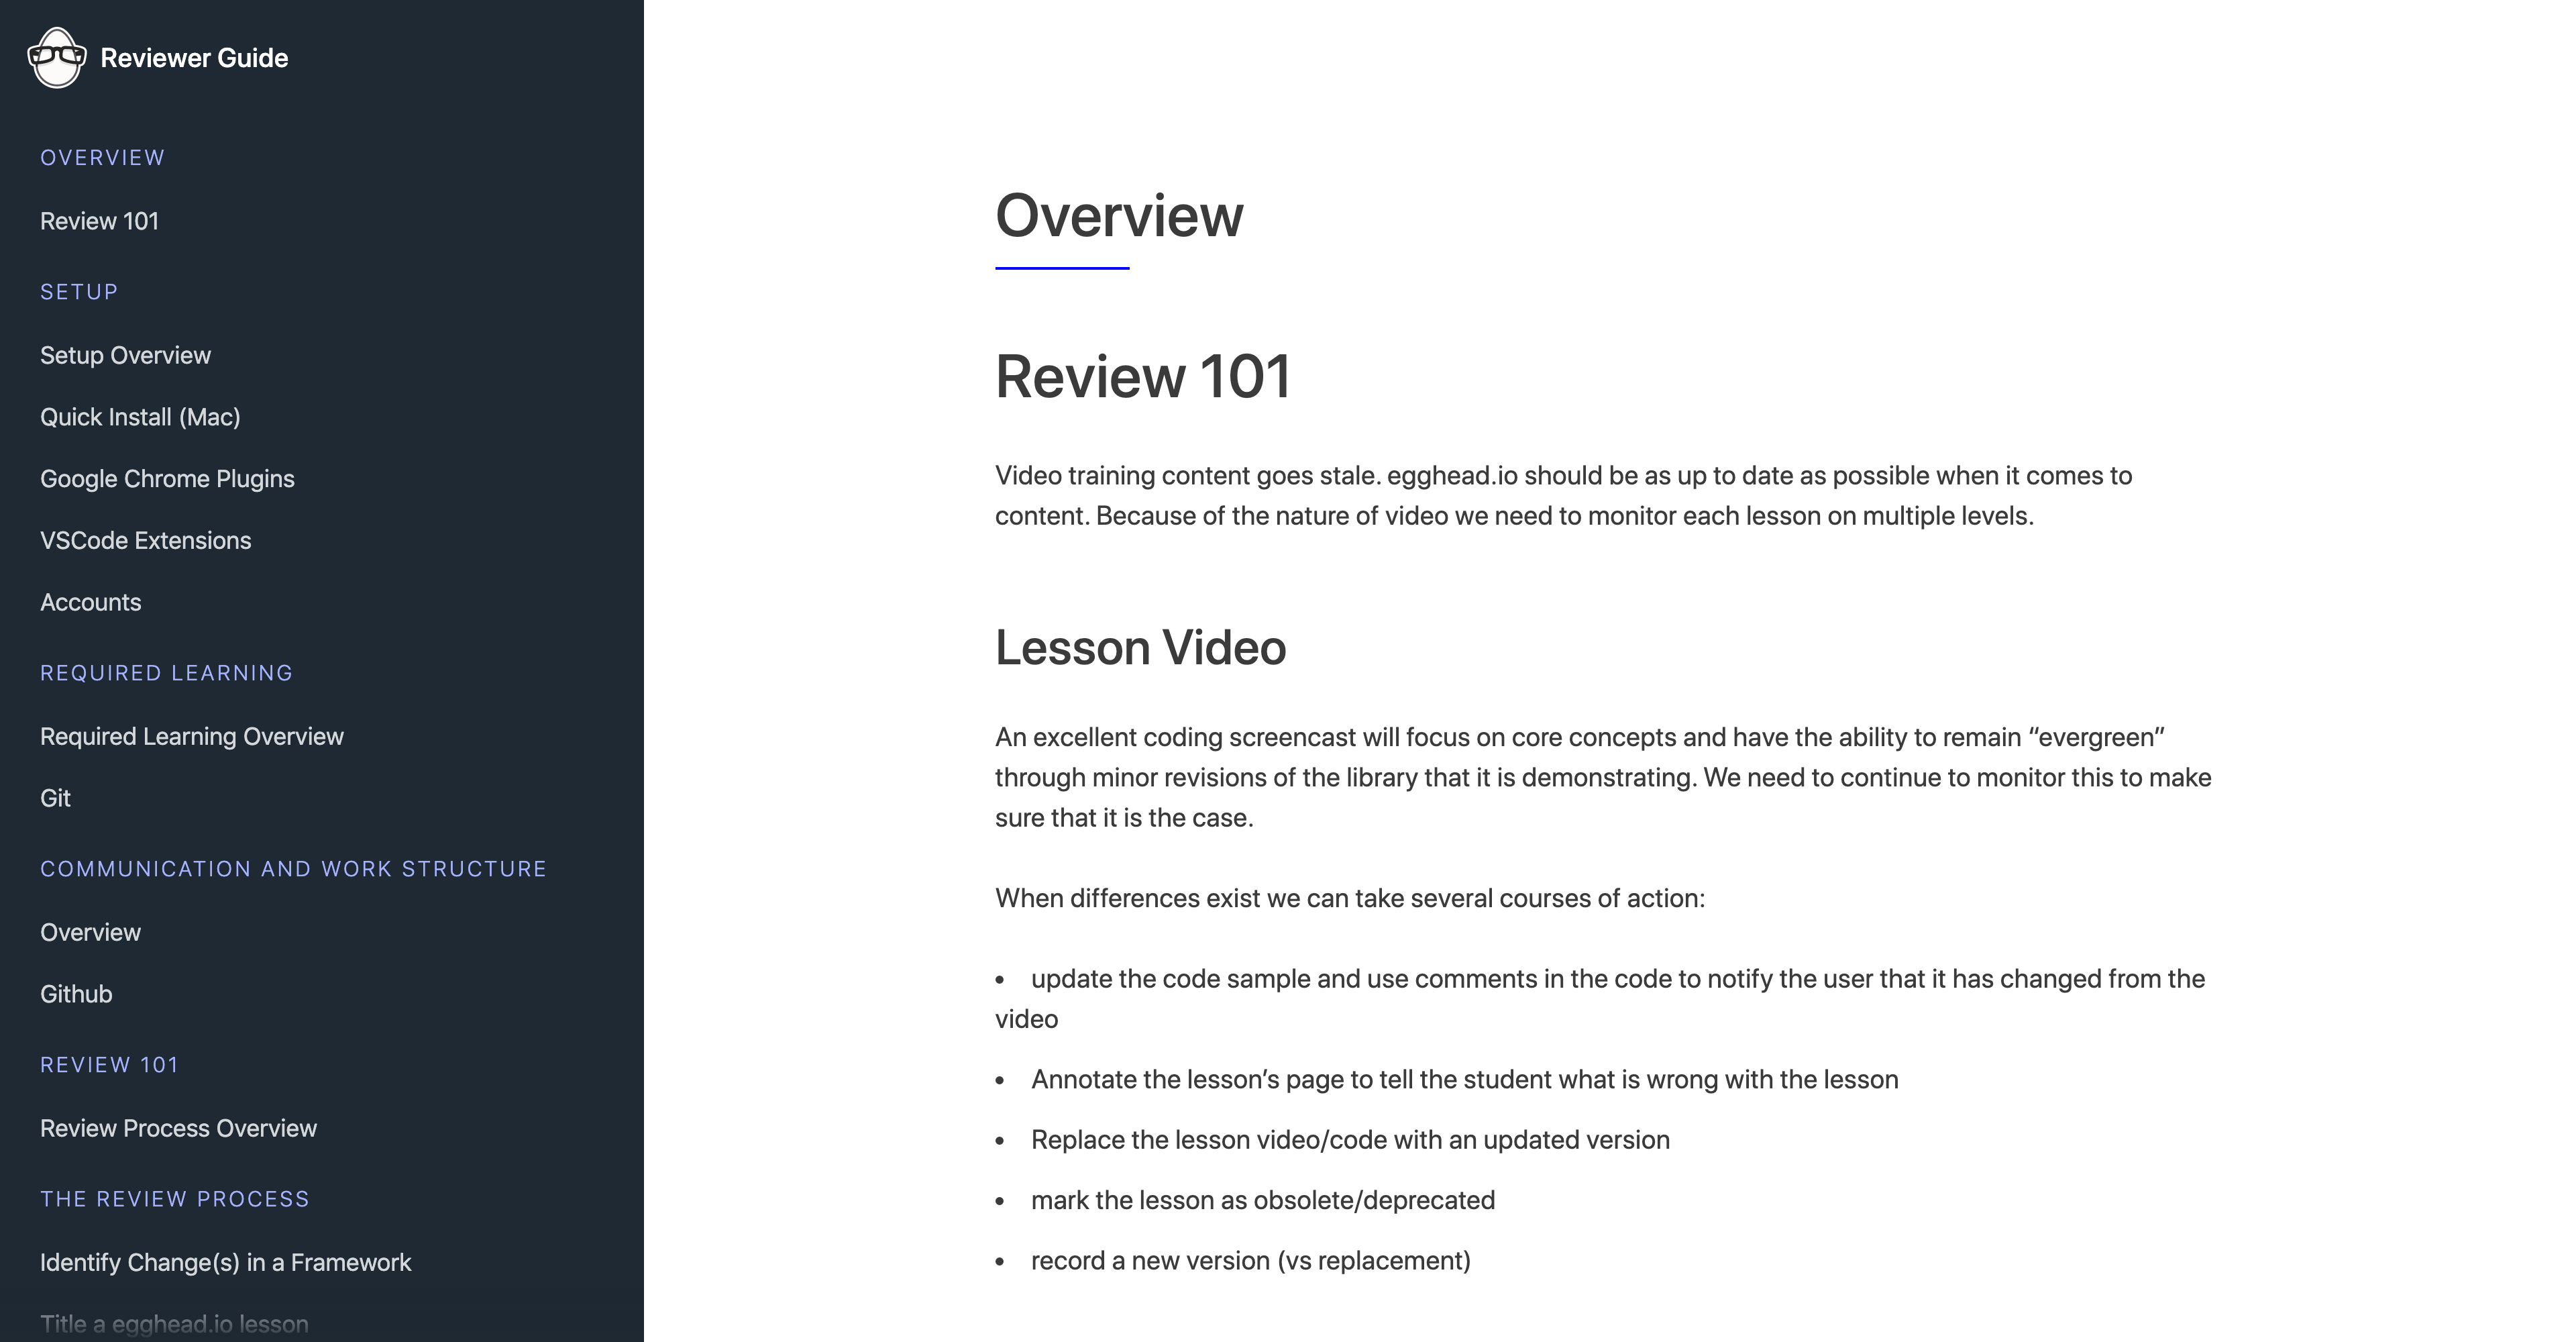 Reviewer Guide
OVERVIEW
Review 101
SETUP
Setup Overview
Quick Install (Mac)
Google Chrome Plugins
VSCode Extensions
Accounts
REQUIRED LEARNING
Required Learning Overview
Git
COMMUNICATION AND WORK STRUCTURE
Overview
Github
REVIEW 101
Review Process Overview
THE REVIEW PROCESS
Identify Change(s) in a Framework
Title a egghead.io lesson
Overview
Review 101
Video training content goes stale. egghead.io should be as up to date as possible when it comes to
content. Because of the nature of video we need to monitor each lesson on multiple levels.
Lesson Video
An excellent coding screencast will focus on core concepts and have the ability to remain “evergreen”
through minor revisions of the library that it is demonstrating. We need to continue to monitor this to make
sure that it is the case.
When differences exist we can take several courses of action:
• update the code sample and use comments in the code to notify the user that it has changed from the
video
• Annotate the lesson’s page to tell the student what is wrong with the lesson
• Replace the lesson video/code with an updated version
• mark the lesson as obsolete/deprecated
• record a new version (vs replacement)